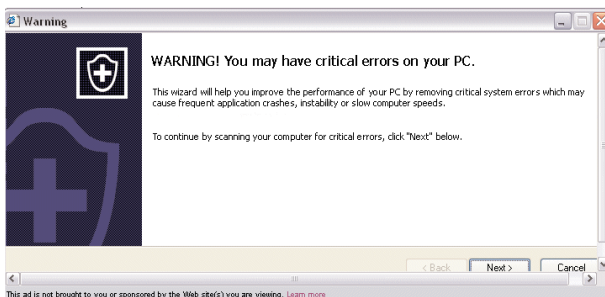 Warning
WARNING! You may have critical errors on your PC.
This wizard will help you improve the performance of your PC by removing critical system errors which may
cause frequent application crashes, instability or slow computer speeds.
To continue by scanning your computer for critical errors, click "Next" below.
< Back Next > Cancel
This ad is not brought to you or sponsored by the Web site(s) you are viewing. Learn more